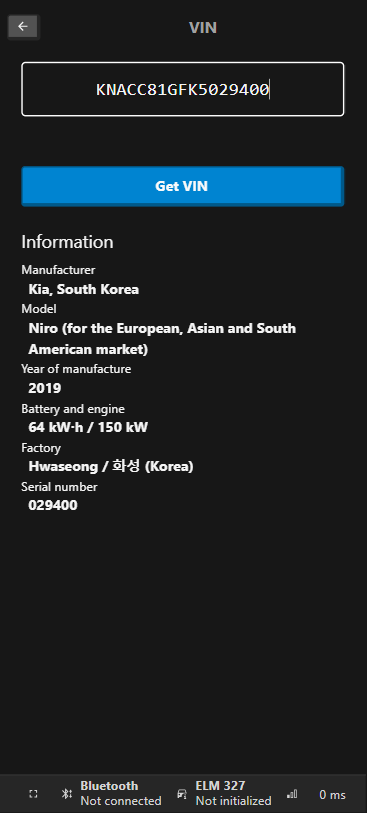 VIN
KNACC81GFK5029400
Get VIN
Information
Manufacturer
Kia, South Korea
Model
Niro (for the European, Asian and South
American market)
Year of manufacture
2019
Battery and engine
64 kW·h / 150 kW
Factory
Hwaseong / 화성 (Korea)
Serial number
029400
Bluetooth
Not connected
ELM 327
Not initialized
0 ms